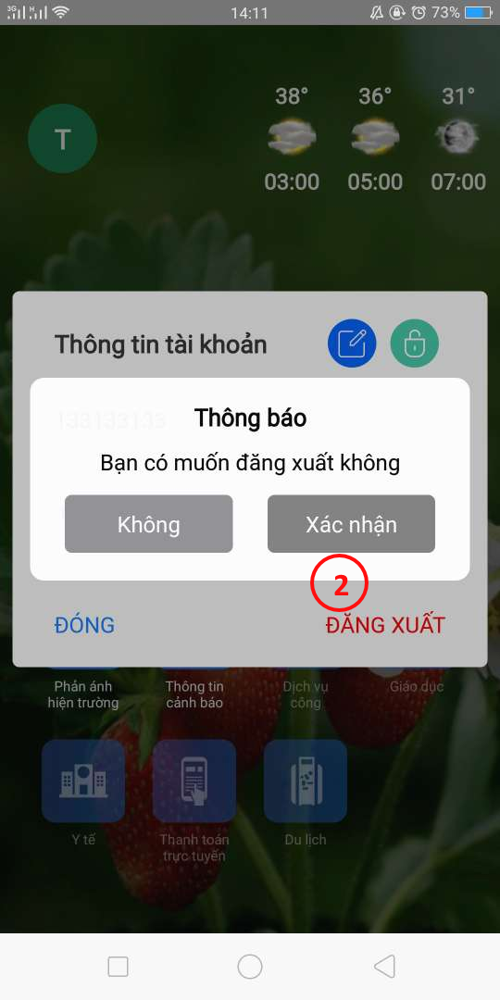 3G H 14:11 73%
38° 36° 31°
T
03:00 05:00 07:00
Thông tin tài khoản
Thông báo
Bạn có muốn đăng xuất không
Không Xác nhận
2
ĐÓNG ĐĂNG XUẤT
Phản ánh hiện trường
Thông tin cảnh báo
Dịch vụ công
Giáo dục
Y tế
Thanh toán trực tuyến
Du lịch